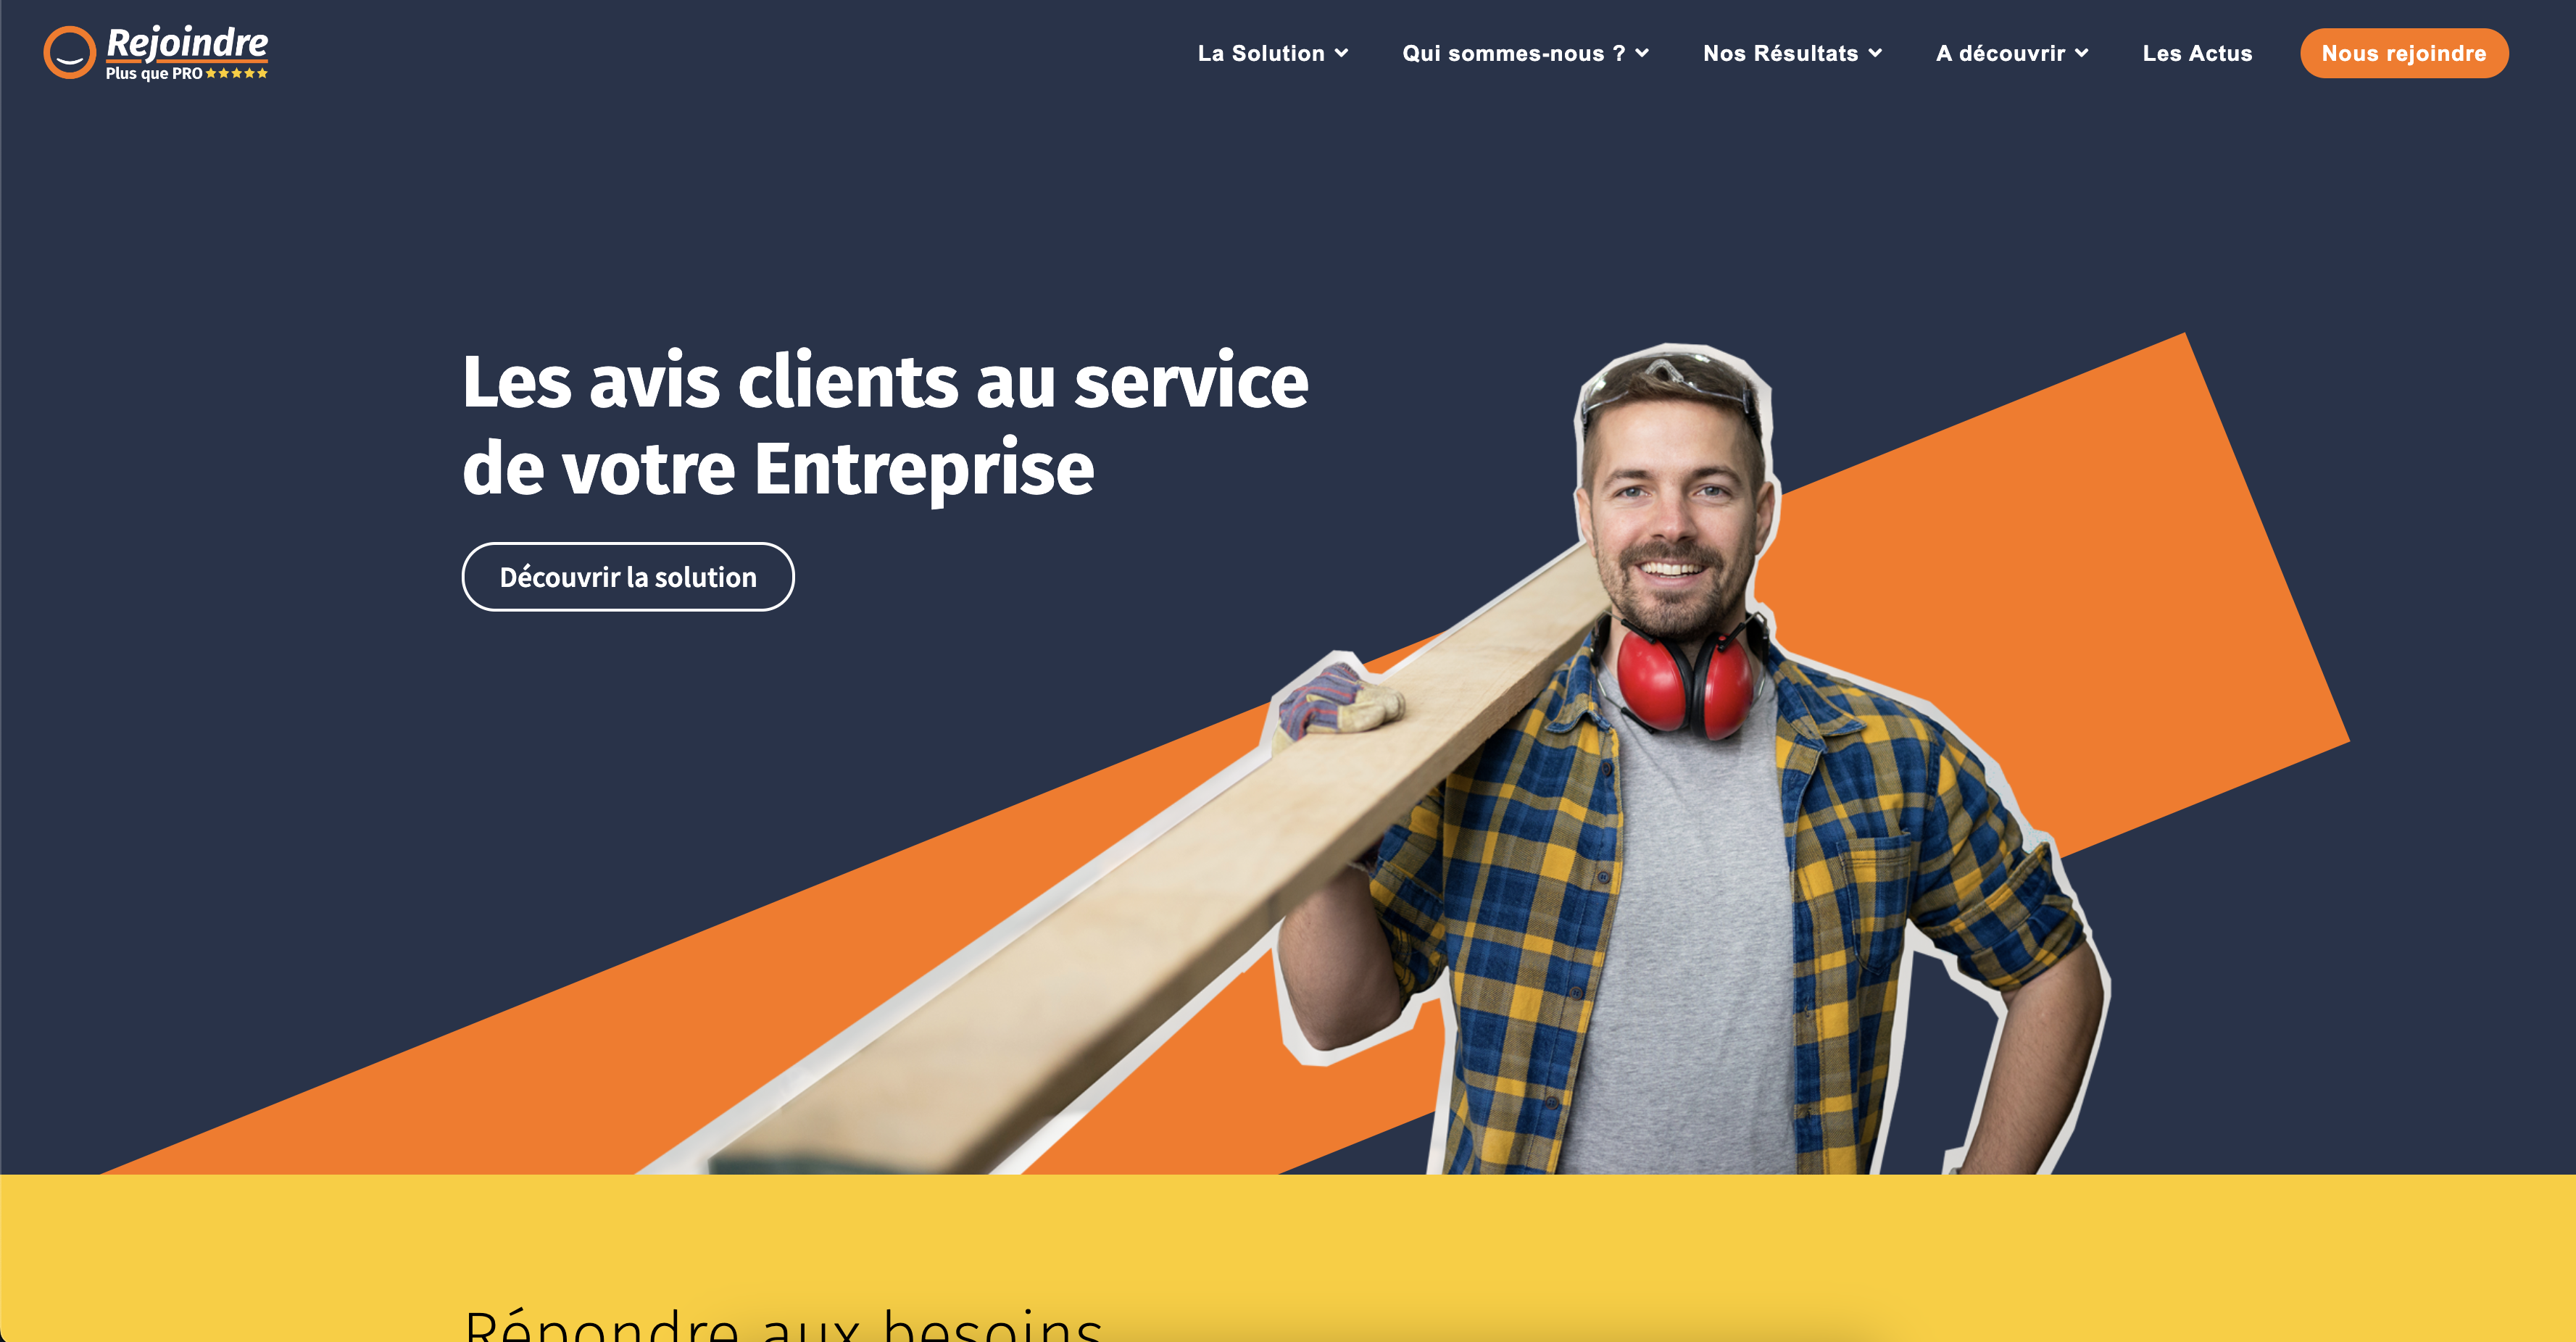 Rejoindre
Plus que PRO
La Solution
Qui sommes-nous ?
Nos Résultats
A découvrir
Les Actus
Nous rejoindre
Les avis clients au service
de votre Entreprise
Découvrir la solution
Répondre aux besoins